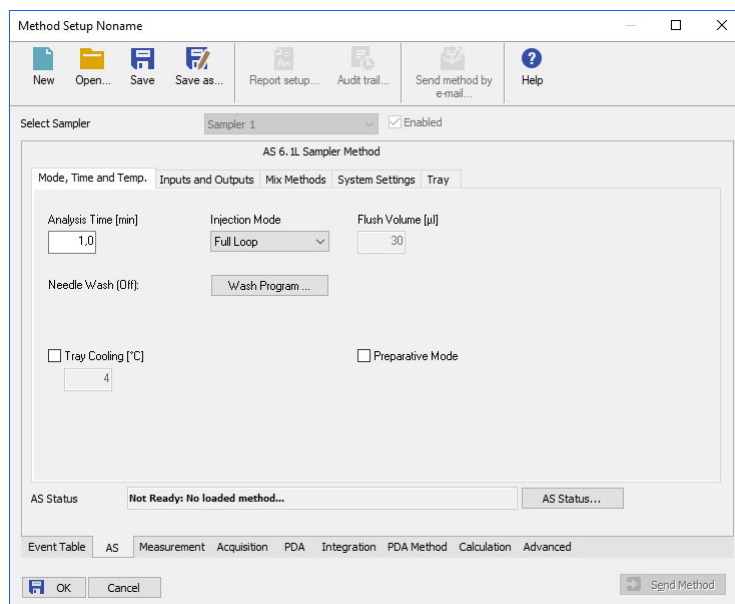 Method Setup Noname
New Open... Save Save as... Report setup... Audit trail... Send method by e-mail... Help
Select Sampler Sampler 1 Enabled
AS 6.1L Sampler Method
Mode, Time and Temp. Inputs and Outputs Mix Methods System Settings Tray
Analysis Time [min] Injection Mode Flush Volume [µl]
1,0 Full Loop 30
Needle Wash (Off): Wash Program ...
Tray Cooling [°C] Preparative Mode
4
AS Status Not Ready: No loaded method... AS Status...
Event Table AS Measurement Acquisition PDA Integration PDA Method Calculation Advanced
OK Cancel Send Method